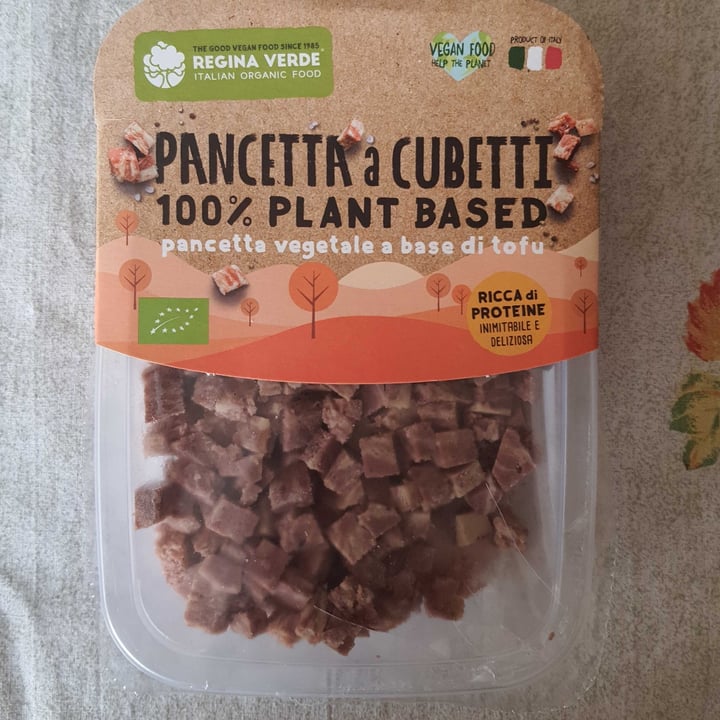 THE GOOD VEGAN FOOD SINCE 1985
REGINA VERDE
ITALIAN ORGANIC FOOD
VEGAN FOOD
HELP THE PLANET
PRODUCT OF ITALY
PANCETTA a CUBETTI
100% PLANT BASED
pancetta vegetale a base di tofu
RICCA di
PROTEINE
INIMITABILE E
DELIZIOSA